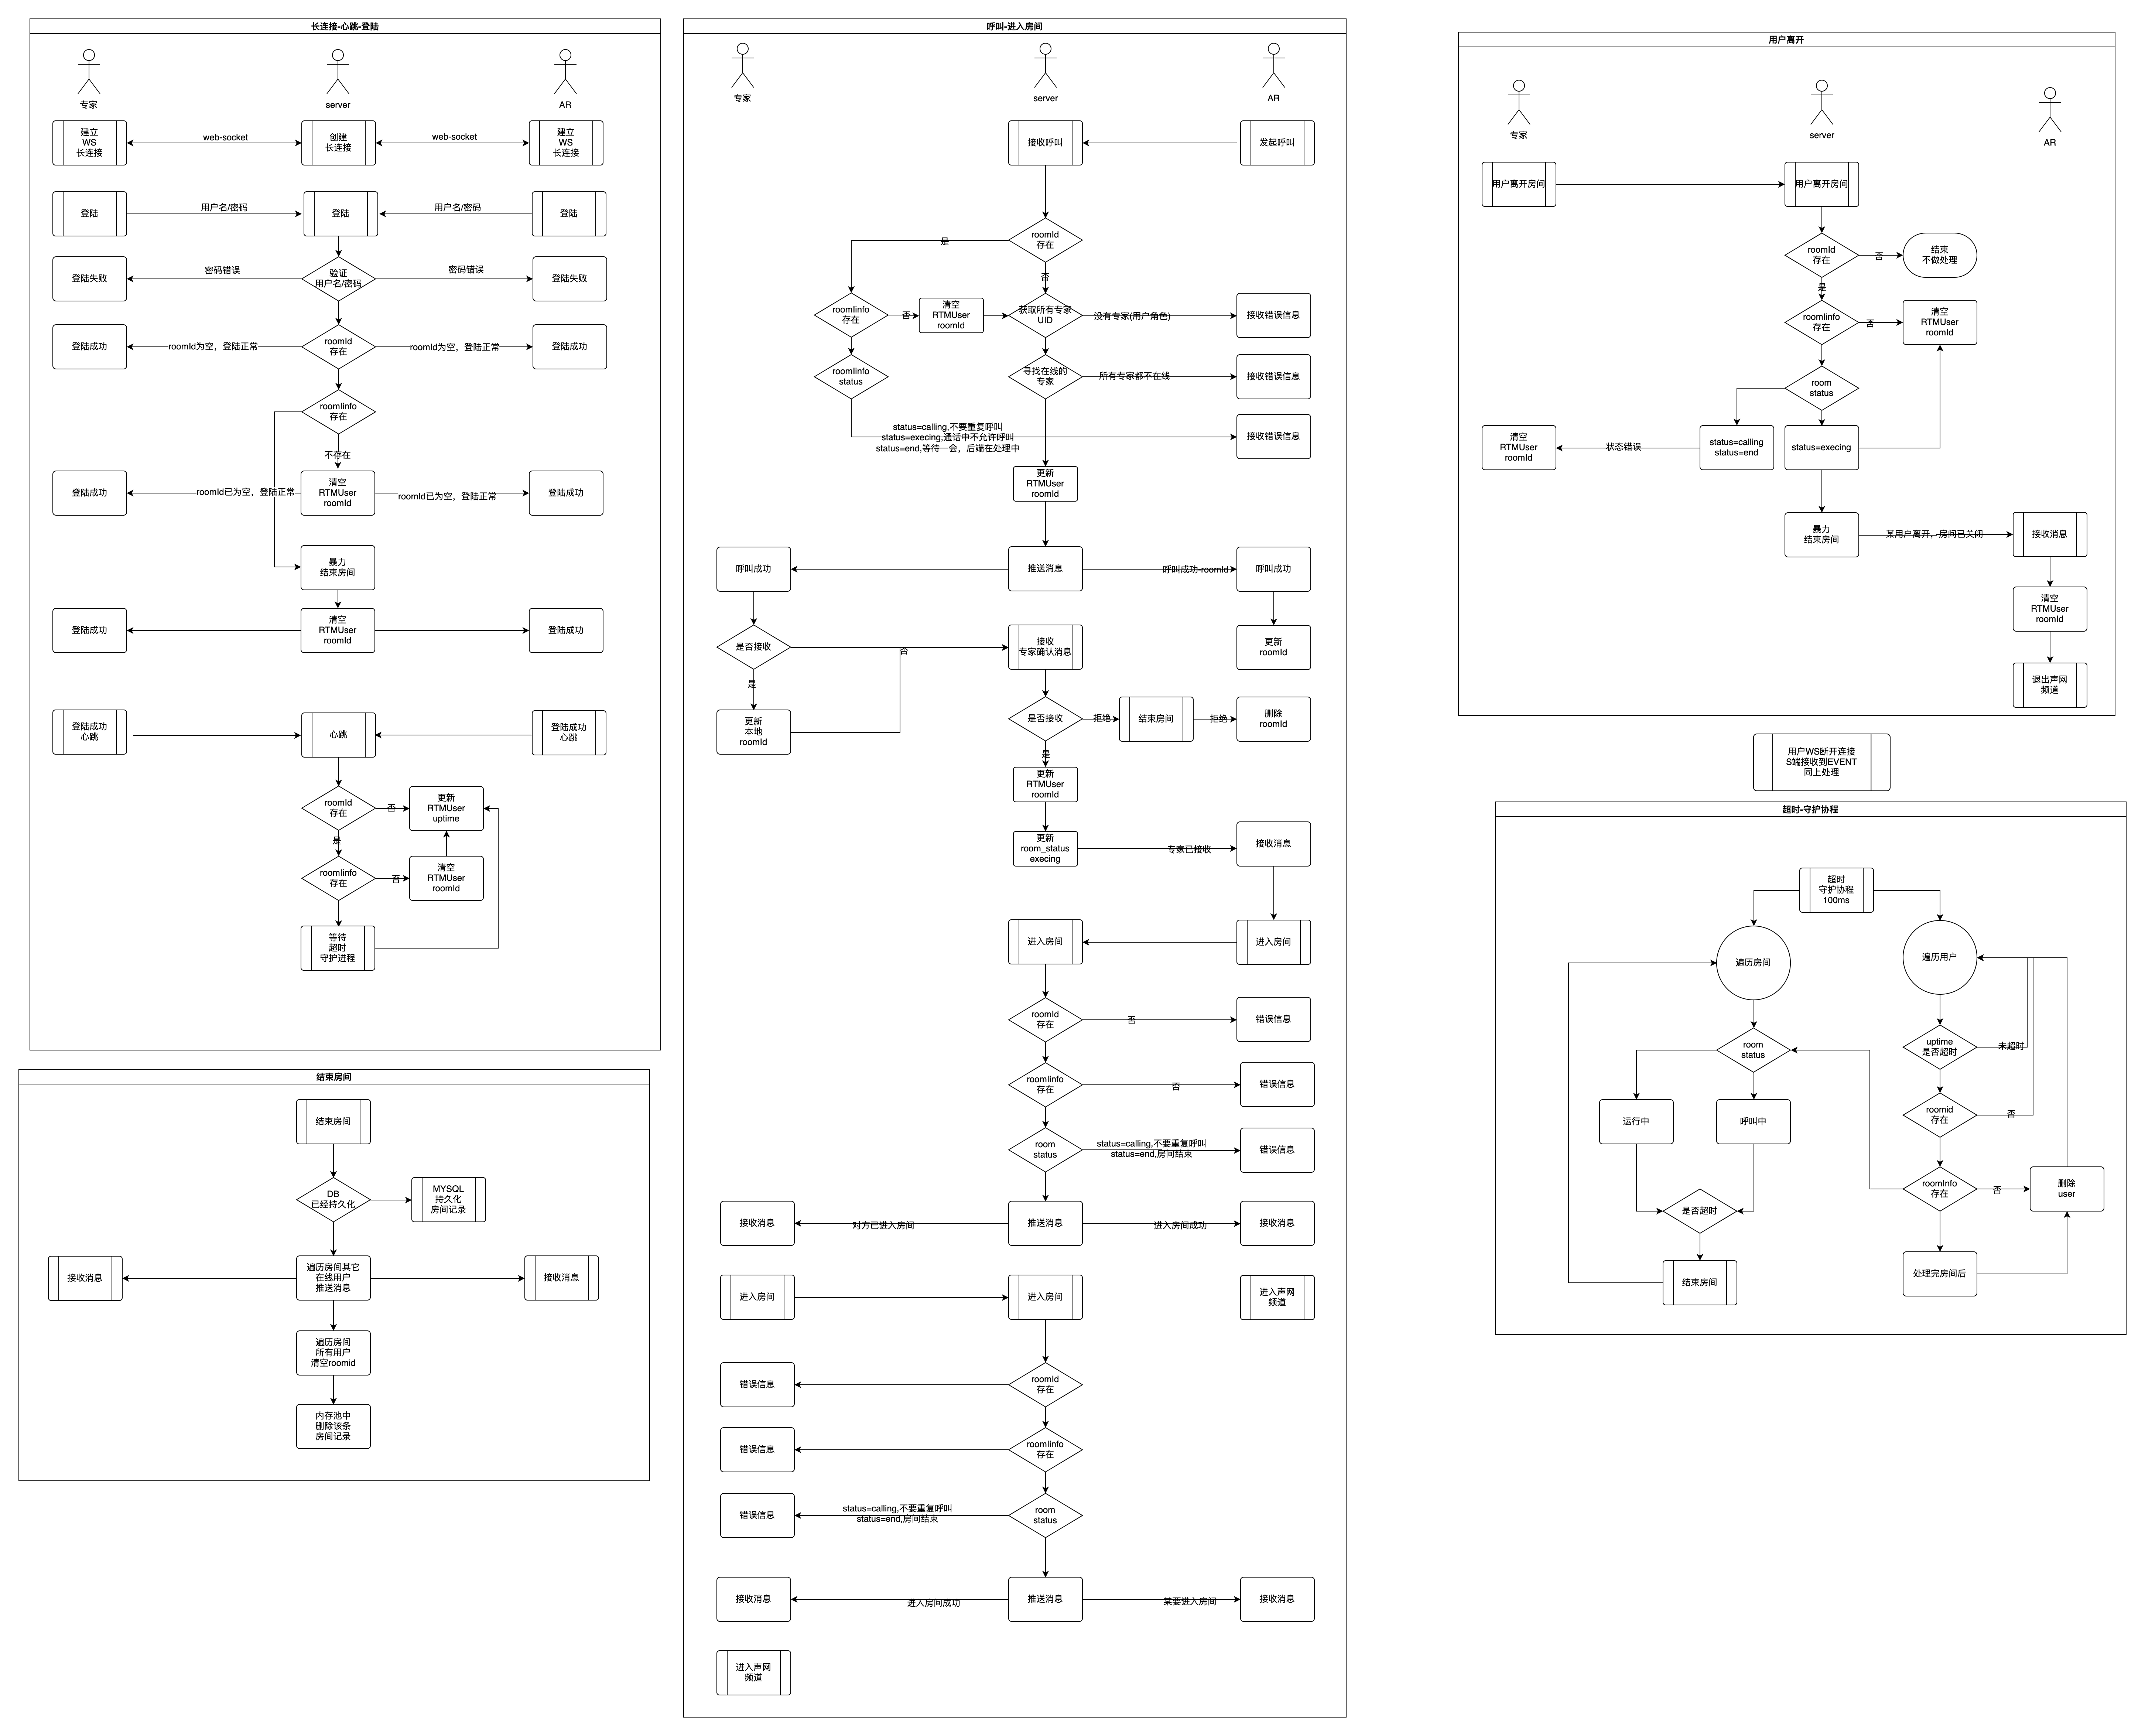 长连接-心跳-登陆
专家
server
AR
建立
WS
长连接
web-socket
创建
长连接
web-socket
建立
WS
长连接
登陆
用户名/密码
登陆
用户名/密码
登陆
登陆失败
密码错误
验证
用户名/密码
密码错误
登陆失败
登陆成功
roomId为空，登陆正常
roomId
存在
roomId为空，登陆正常
登陆成功
roomIinfo
存在
不存在
登陆成功
roomId已为空，登陆正常
清空
RTMUser
roomId
roomId已为空，登陆正常
登陆成功
暴力
结束房间
登陆成功
清空
RTMUser
roomId
登陆成功
登陆成功
心跳
心跳
登陆成功
心跳
roomId
存在
否
更新
RTMUser
uptime
是
roomIinfo
存在
否
清空
RTMUser
roomId
等待
超时
守护进程
结束房间
结束房间
DB
已经持久化
MYSQL
持久化
房间记录
接收消息
遍历房间其它
在线用户
推送消息
接收消息
遍历房间
所有用户
清空roomid
内存池中
删除该条
房间记录
呼叫-进入房间
专家
server
AR
接收呼叫
发起呼叫
是
roomId
存在
否
roomIinfo
存在
否
清空
RTMUser
roomId
获取所有专家
UID
没有专家(用户角色)
接收错误信息
roomIinfo
status
寻找在线的
专家
所有专家都不在线
接收错误信息
status=calling,不要重复呼叫
status=execing,通话中不允许呼叫
status=end,等待一会，后端在处理中
接收错误信息
更新
RTMUser
roomId
呼叫成功
推送消息
呼叫成功-roomId
呼叫成功
是否接收
否
接收
专家确认消息
更新
roomId
是
更新
本地
roomId
是否接收
拒绝
结束房间
拒绝
删除
roomId
是
更新
RTMUser
roomId
更新
room_status
execing
专家已接收
接收消息
进入房间
进入房间
roomId
存在
否
错误信息
roomIinfo
存在
否
错误信息
room
status
status=calling,不要重复呼叫
status=end,房间结束
错误信息
接收消息
对方已进入房间
推送消息
进入房间成功
接收消息
进入房间
进入房间
进入声网
频道
错误信息
roomId
存在
错误信息
roomIinfo
存在
错误信息
status=calling,不要重复呼叫
status=end,房间结束
room
status
接收消息
进入房间成功
推送消息
某要进入房间
接收消息
进入声网
频道
用户离开
专家
server
AR
用户离开房间
用户离开房间
roomId
存在
否
结束
不做处理
是
roomIinfo
存在
否
清空
RTMUser
roomId
room
status
清空
RTMUser
roomId
状态错误
status=calling
status=end
status=execing
暴力
结束房间
某用户离开，房间已关闭
接收消息
清空
RTMUser
roomId
退出声网
频道
用户WS断开连接
S端接收到EVENT
同上处理
超时-守护协程
超时
守护协程
100ms
遍历房间
遍历用户
room
status
uptime
是否超时
未超时
运行中
呼叫中
roomid
存在
否
是否超时
roomInfo
存在
否
删除
user
结束房间
处理完房间后